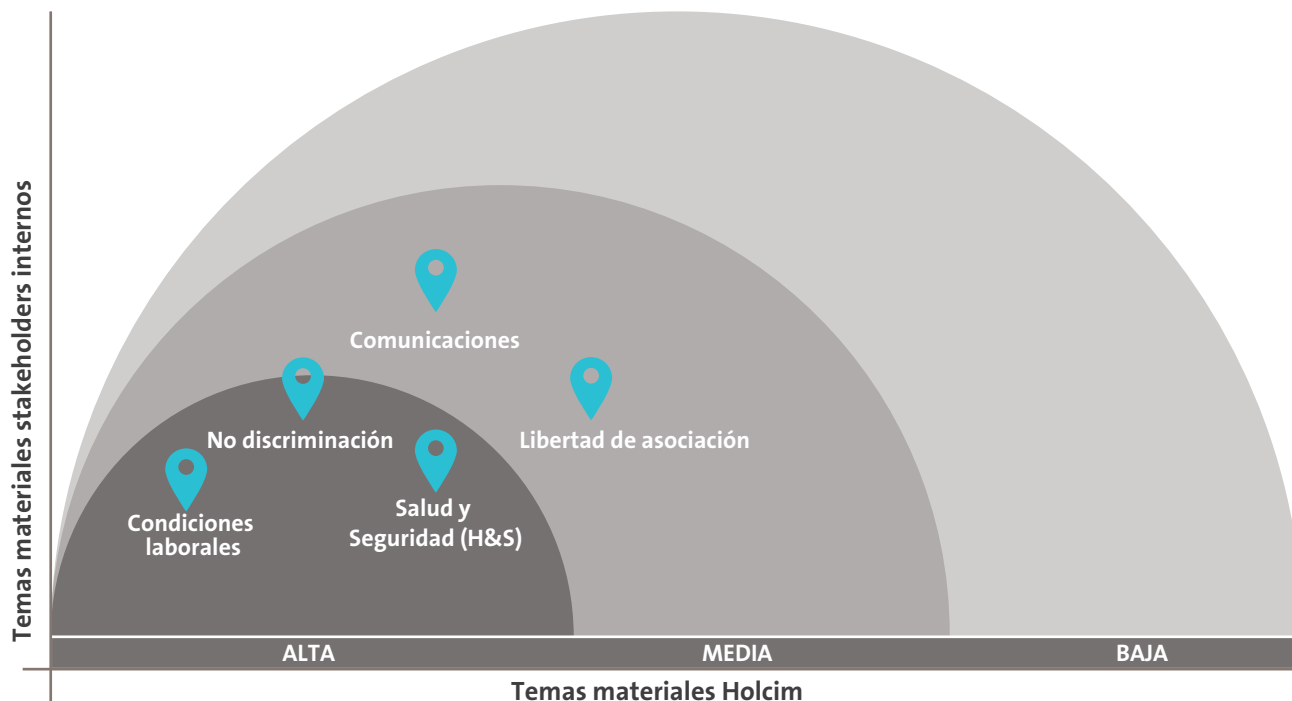 Temas materiales stakeholders internos
Comunicaciones
No discriminación
Libertad de asociación
Condiciones
laborales
Salud y
Seguridad (H&S)
ALTA
MEDIA
BAJA
Temas materiales Holcim